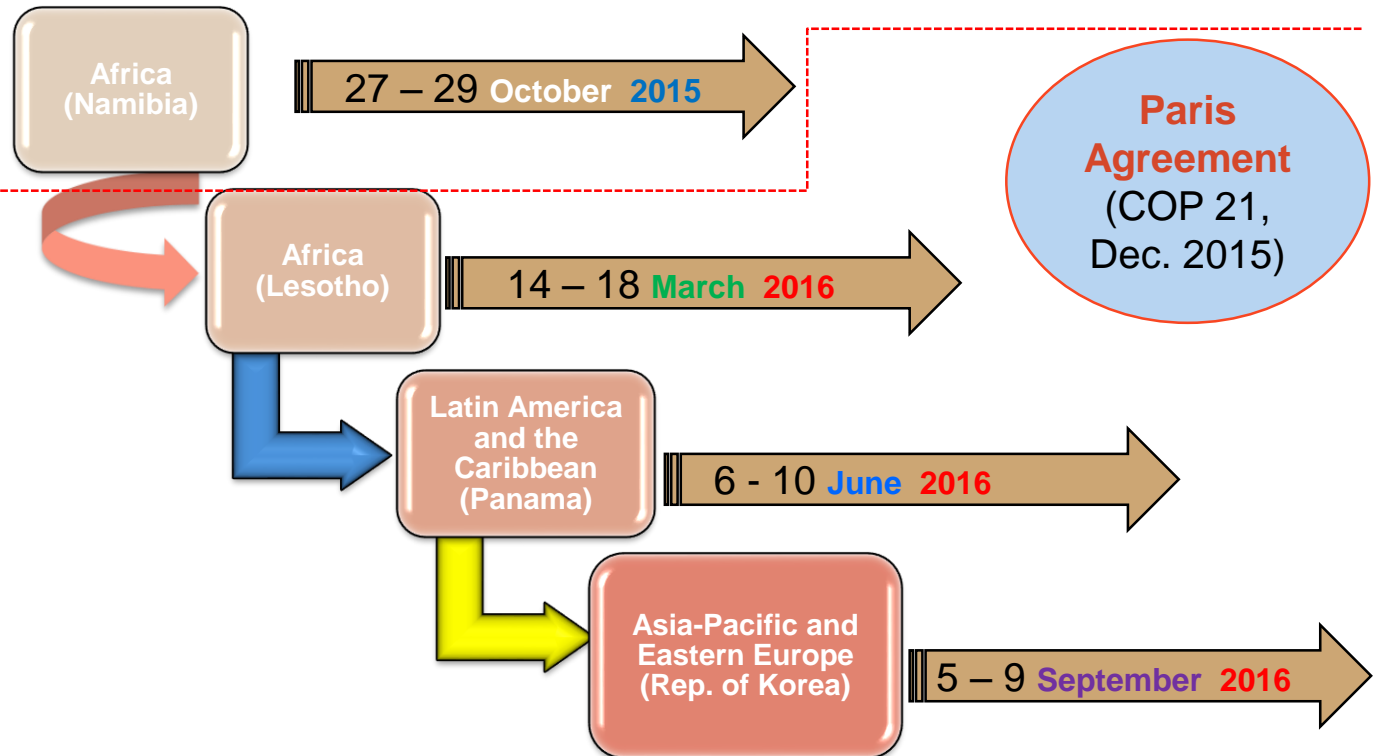 Africa
(Namibia)
27 – 29 October 2015
Paris
Agreement
(COP 21,
Dec. 2015)
Africa
(Lesotho)
14 – 18 March 2016
Latin America
and the
Caribbean
(Panama)
6 - 10 June 2016
Asia-Pacific and
Eastern Europe
(Rep. of Korea)
5 – 9 September 2016